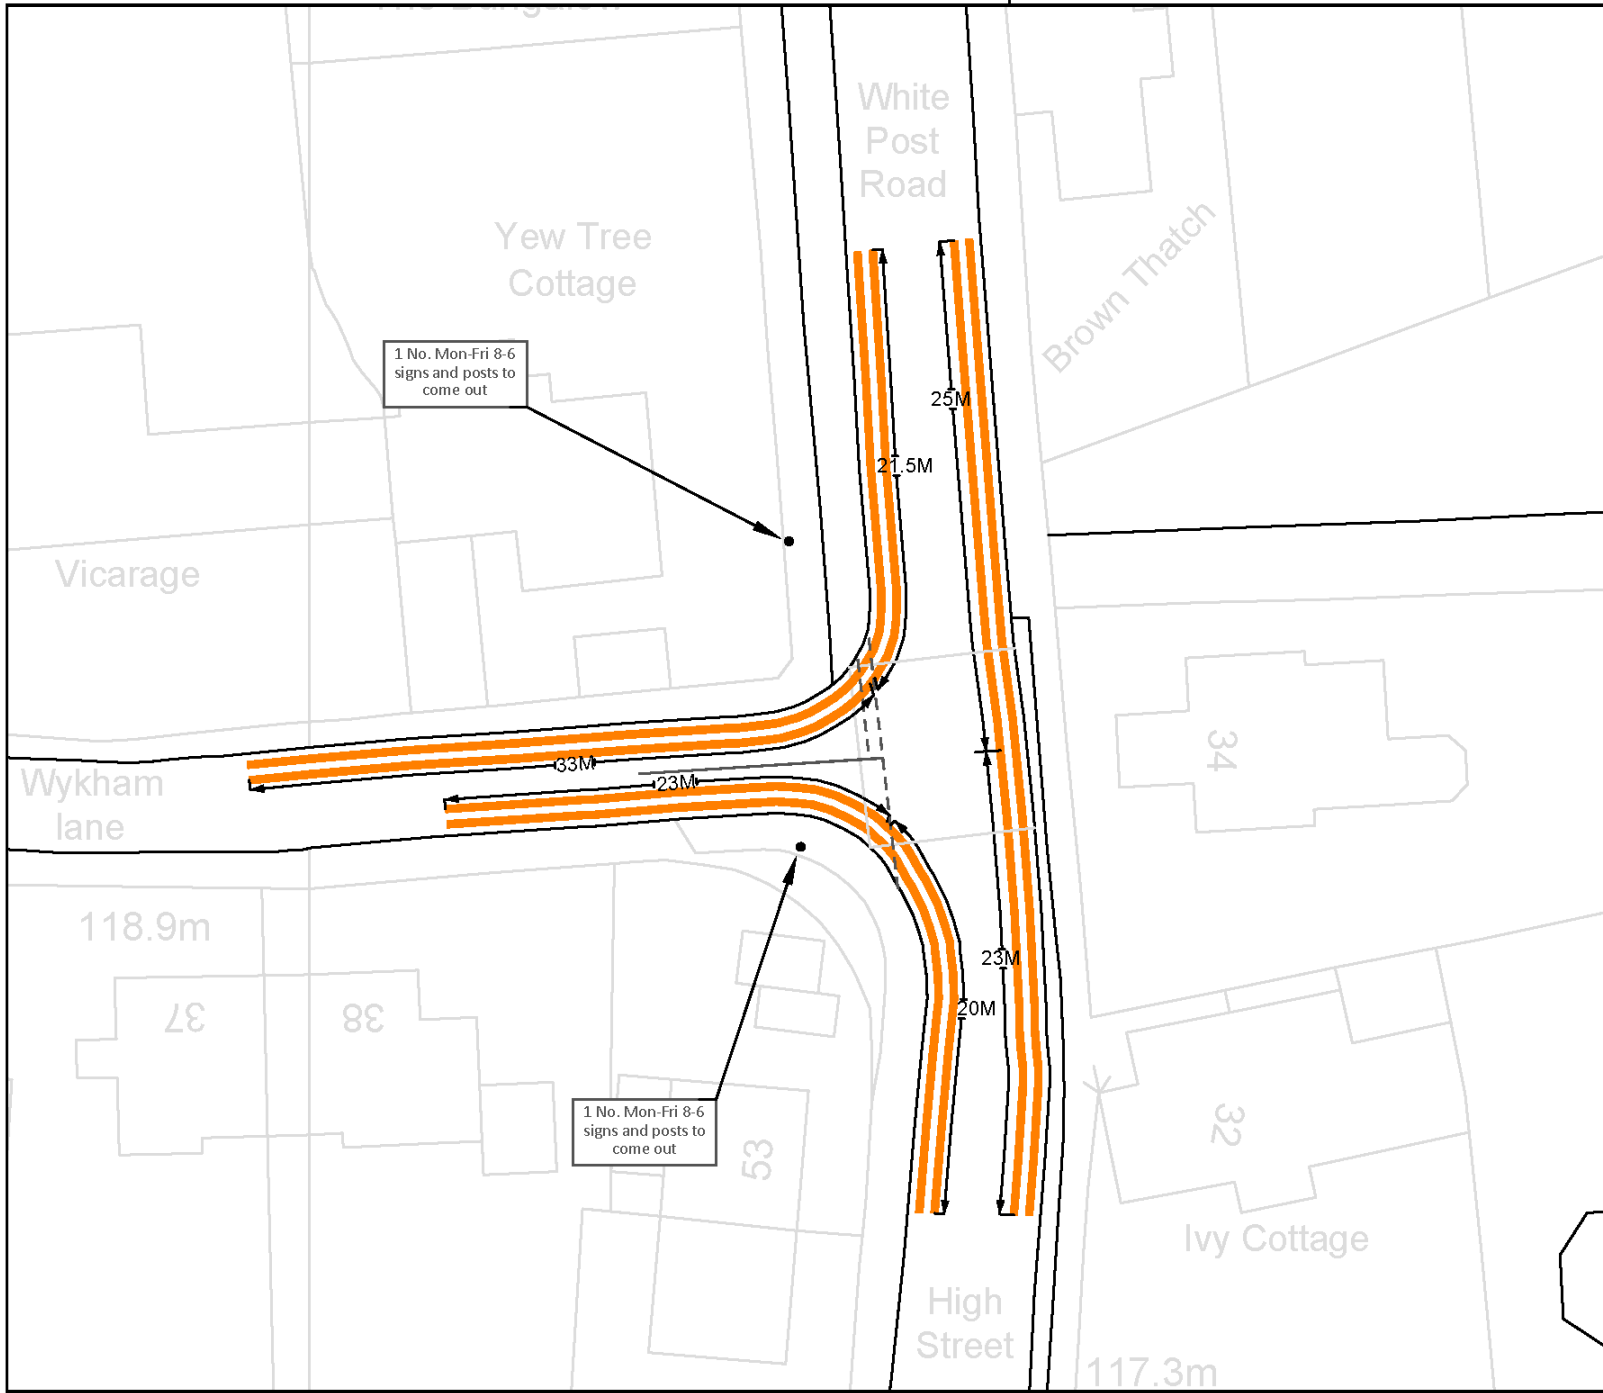 The Bungalow
White
Post
Road
Yew Tree
Cottage
Brown Thatch
1 No. Mon-Fri 8-6
signs and posts to
come out
25M
21.5M
Vicarage
34
33M
23M
Wykham
lane
118.9m
37
38
23M
20M
1 No. Mon-Fri 8-6
signs and posts to
come out
53
32
Ivy Cottage
High
Street
117.3m